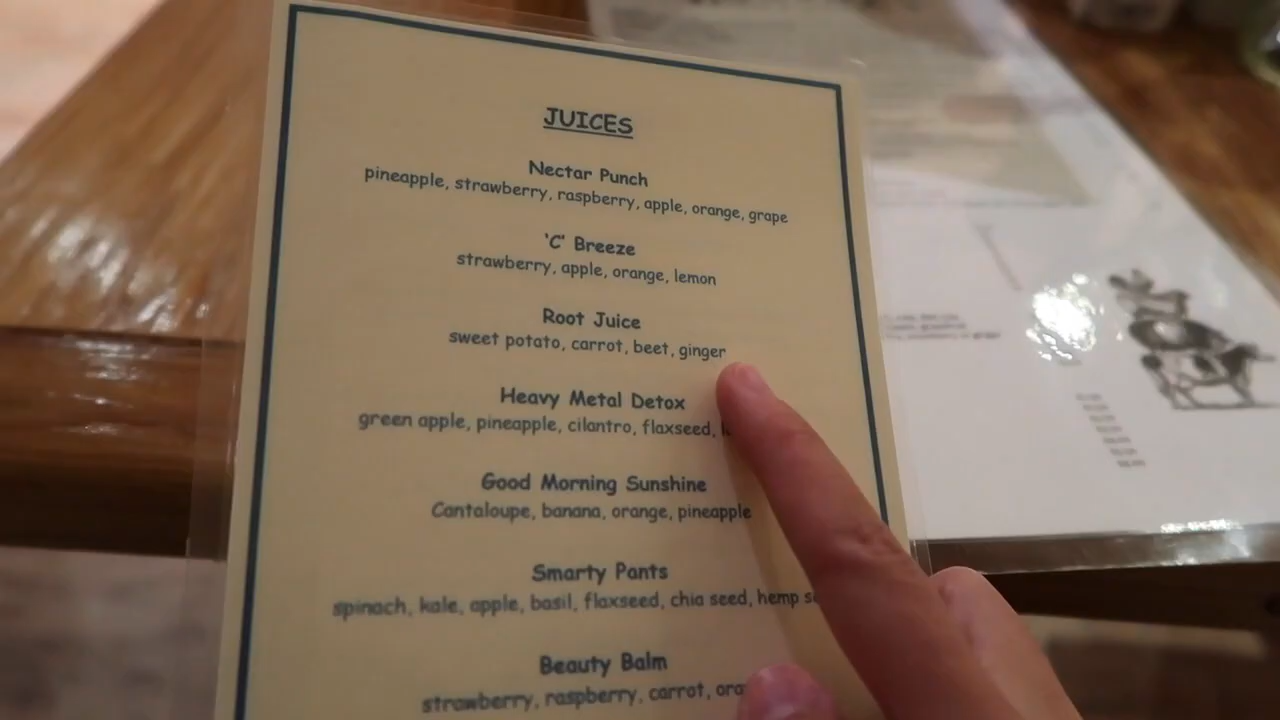 JUICES
Nectar Punch
pineapple, strawberry, raspberry, apple, orange, grape
'C' Breeze
strawberry, apple, orange, lemon
Root Juice
sweet potato, carrot, beet, ginger
Heavy Metal Detox
green apple, pineapple, cilantro, flaxseed,
Good Morning Sunshine
Cantaloupe, banana, orange, pineapple
Smarty Pants
spinach, kale, apple, basil, flaxseed, chia seed, hemp
Beauty Balm
strawberry, raspberry, carrot,